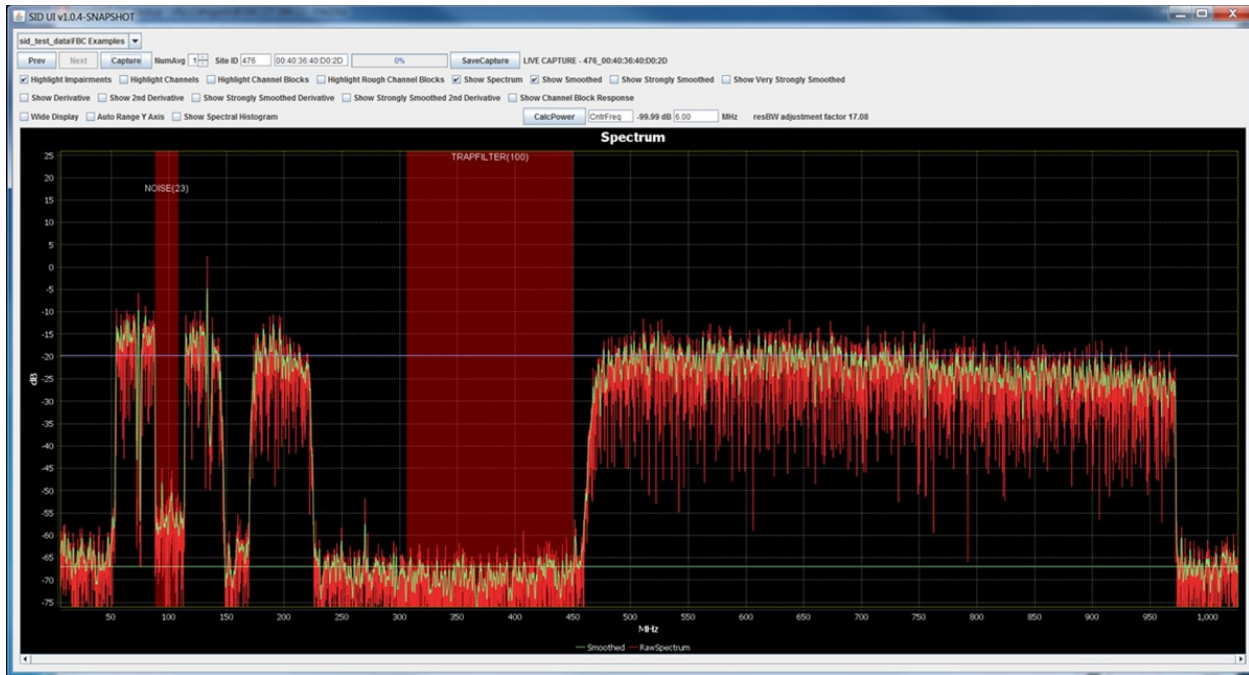 SID UI v1.0.4-SNAPSHOT
sid_test_data\FBC Examples
Prev Next Capture NumAvg 1 Site ID 476 00:40:36:40:D0:2D 0% SaveCapture LIVE CAPTURE - 476_00:40:36:40:D0:2D
Highlight Impairments Highlight Channels Highlight Channel Blocks Highlight Rough Channel Blocks Show Spectrum Show Smoothed Show Strongly Smoothed Show Very Strongly Smoothed
Show Derivative Show 2nd Derivative Show Strongly Smoothed Derivative Show Strongly Smoothed 2nd Derivative Show Channel Block Response
Wide Display Auto Range Y Axis Show Spectral Histogram CalcPower CntrFreq -99.99 dB 6.00 MHz resBW adjustment factor 17.08
Spectrum
TRAPFILTER(100)
NOISE(23)
25
20
15
10
5
0
-5
-10
-15
-20
-25
-30
-35
-40
-45
-50
-55
-60
-65
-70
-75
dB
50 100 150 200 250 300 350 400 450 500 550 600 650 700 750 800 850 900 950 1,000
MHz
Smoothed RawSpectrum